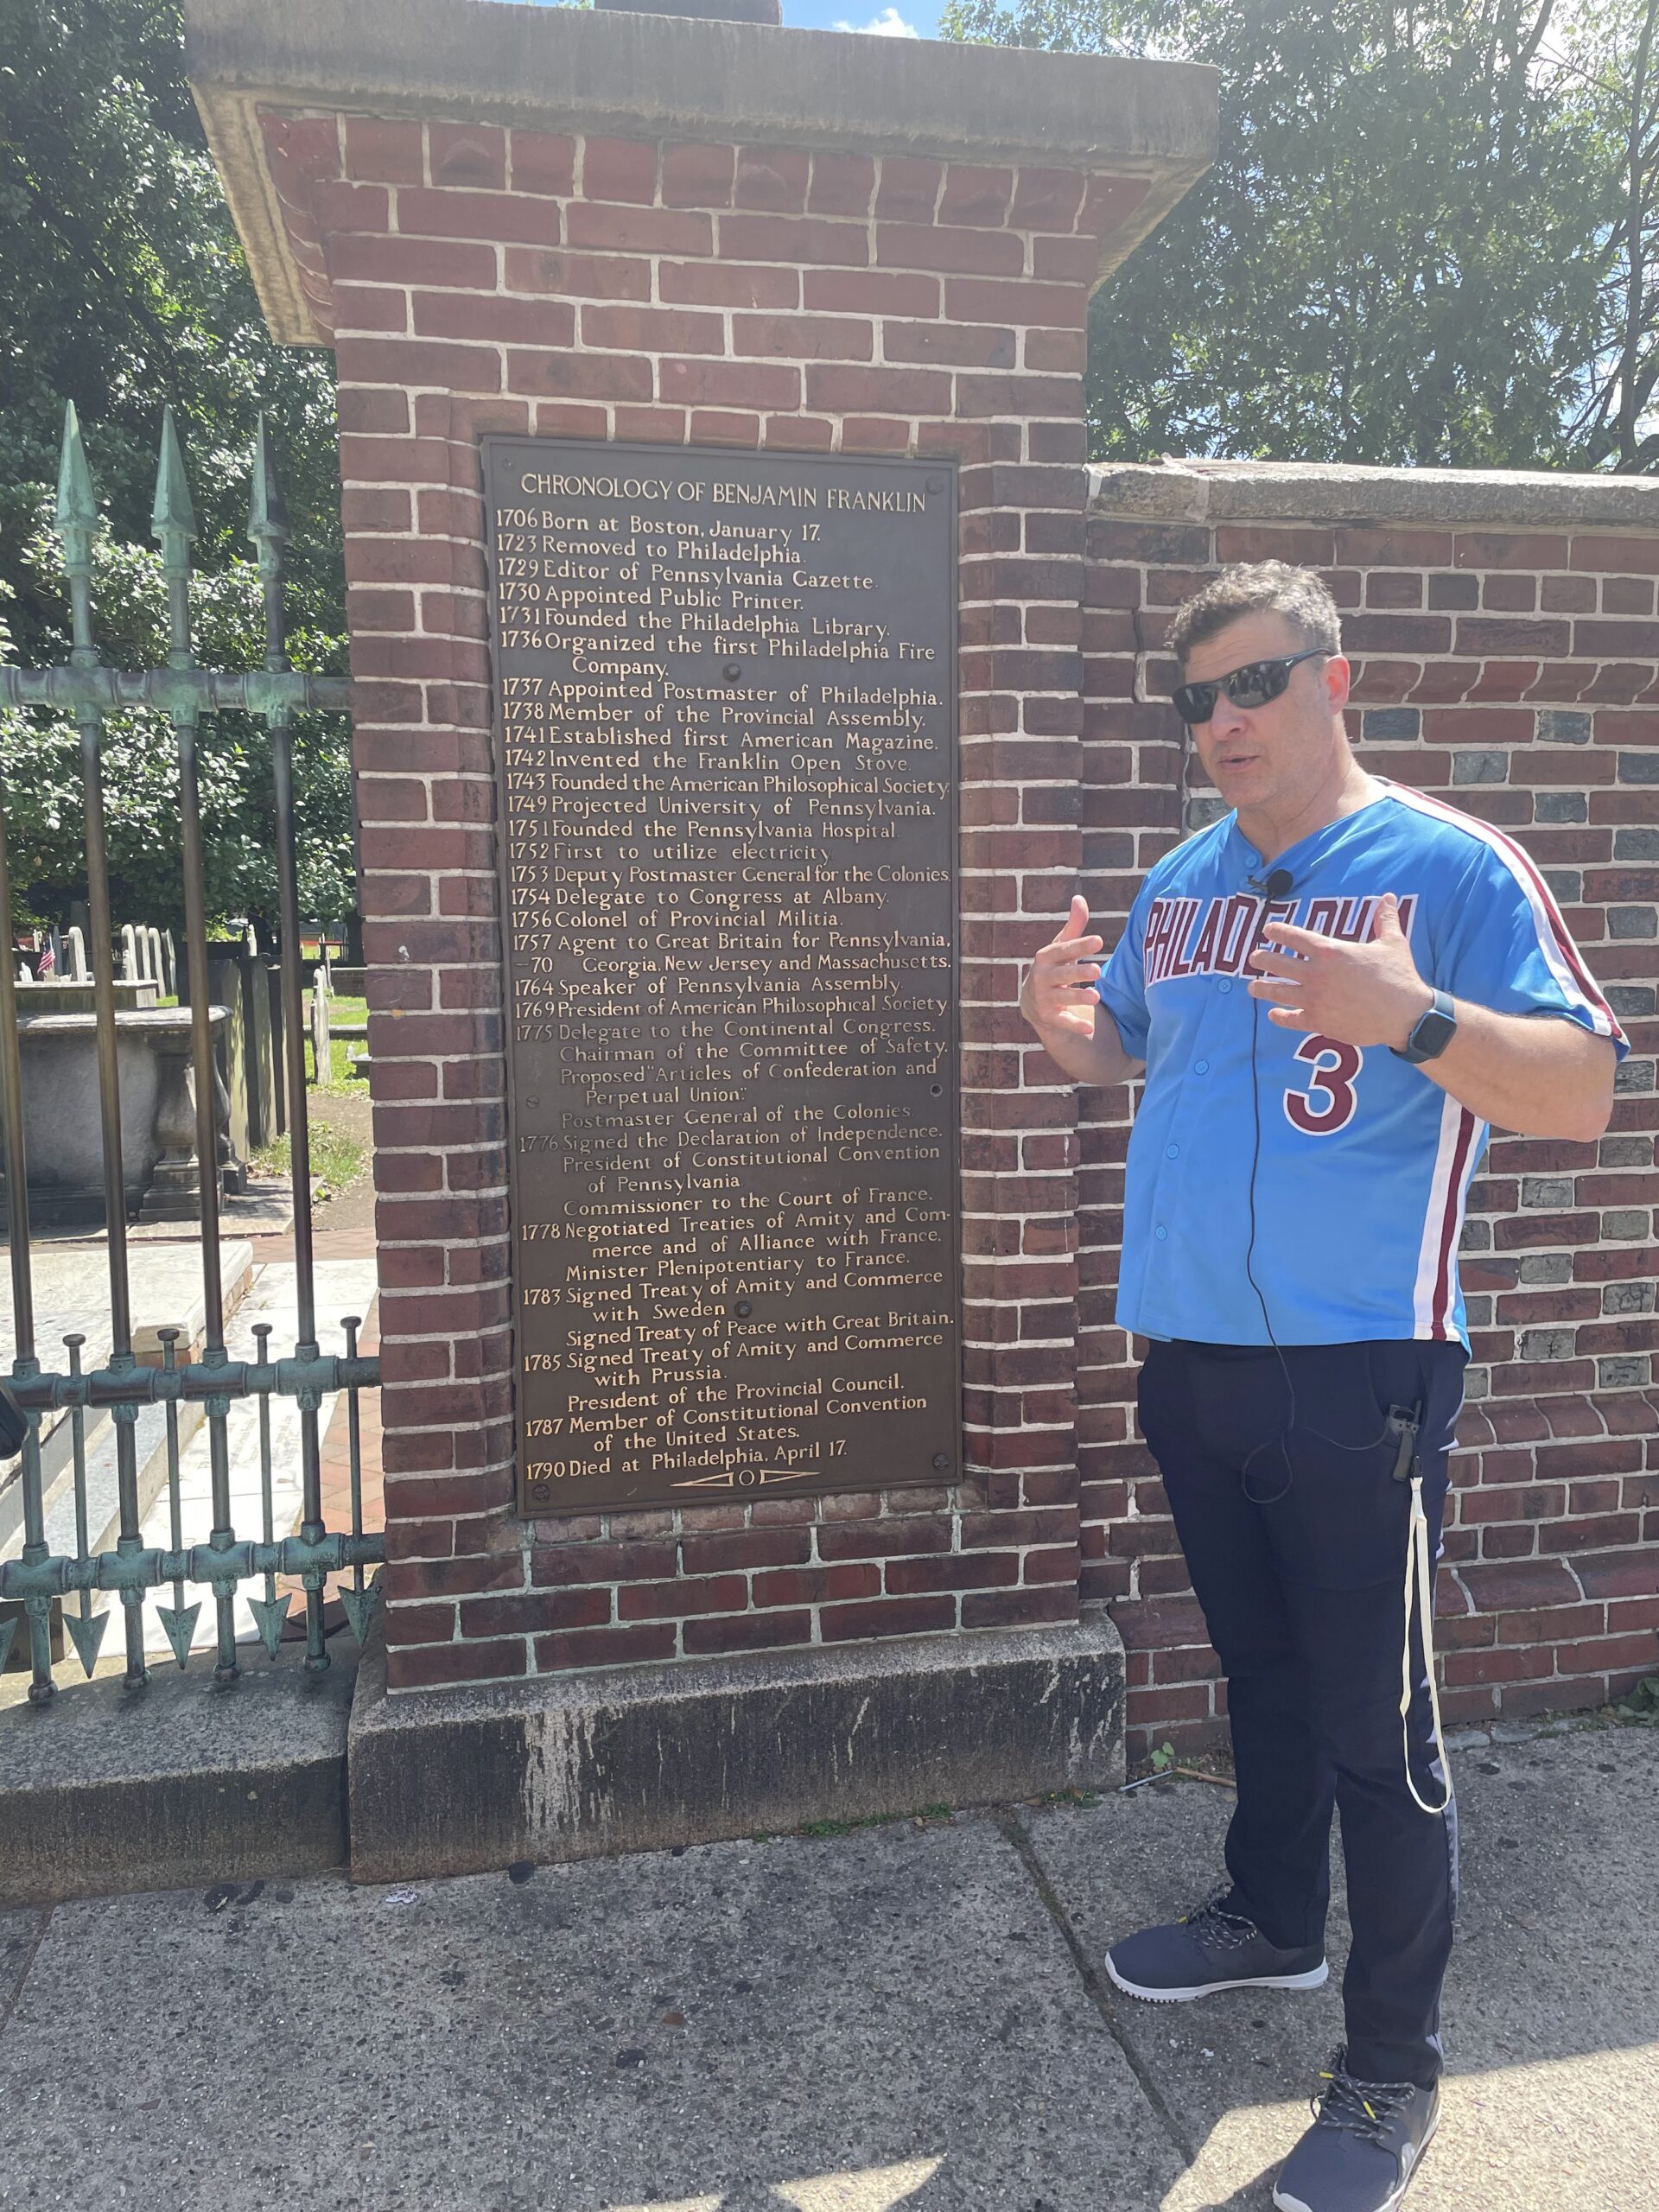 CHRONOLOGY OF BENJAMIN FRANKLIN
1706 Born at Boston, January 17.
1723 Removed to Philadelphia.
1729 Editor of Pennsylvania Gazette.
1730 Appointed Public Printer.
1731 Founded the Philadelphia Library.
1736 Organized the first Philadelphia Fire
Company.
1737 Appointed Postmaster of Philadelphia.
1738 Member of the Provincial Assembly.
1741 Established first American Magazine.
1742 Invented the Franklin Open Stove.
1743 Founded the American Philosophical Society.
1749 Projected University of Pennsylvania.
1751 Founded the Pennsylvania Hospital.
1752 First to utilize electricity.
1753 Deputy Postmaster General for the Colonies.
1754 Delegate to Congress at Albany.
1756 Colonel of Provincial Militia.
1757 Agent to Great Britain for Pennsylvania,
-70 Georgia, New Jersey and Massachusetts.
1764 Speaker of Pennsylvania Assembly.
1769 President of American Philosophical Society.
1775 Delegate to the Continental Congress.
Chairman of the Committee of Safety.
Proposed "Articles of Confederation and
Perpetual Union."
Postmaster General of the Colonies.
1776 Signed the Declaration of Independence.
President of Constitutional Convention
of Pennsylvania
Commissioner to the Court of France.
1778 Negotiated Treaties of Amity and Com-
merce and of Alliance with France.
Minister Plenipotentiary to France.
1783 Signed Treaty of Amity and Commerce
with Sweden
Signed Treaty of Peace with Great Britain.
1785 Signed Treaty of Amity and Commerce
with Prussia.
President of the Provincial Council.
1787 Member of Constitutional Convention
of the United States.
1790 Died at Philadelphia, April 17.
PHILADELPHIA
3